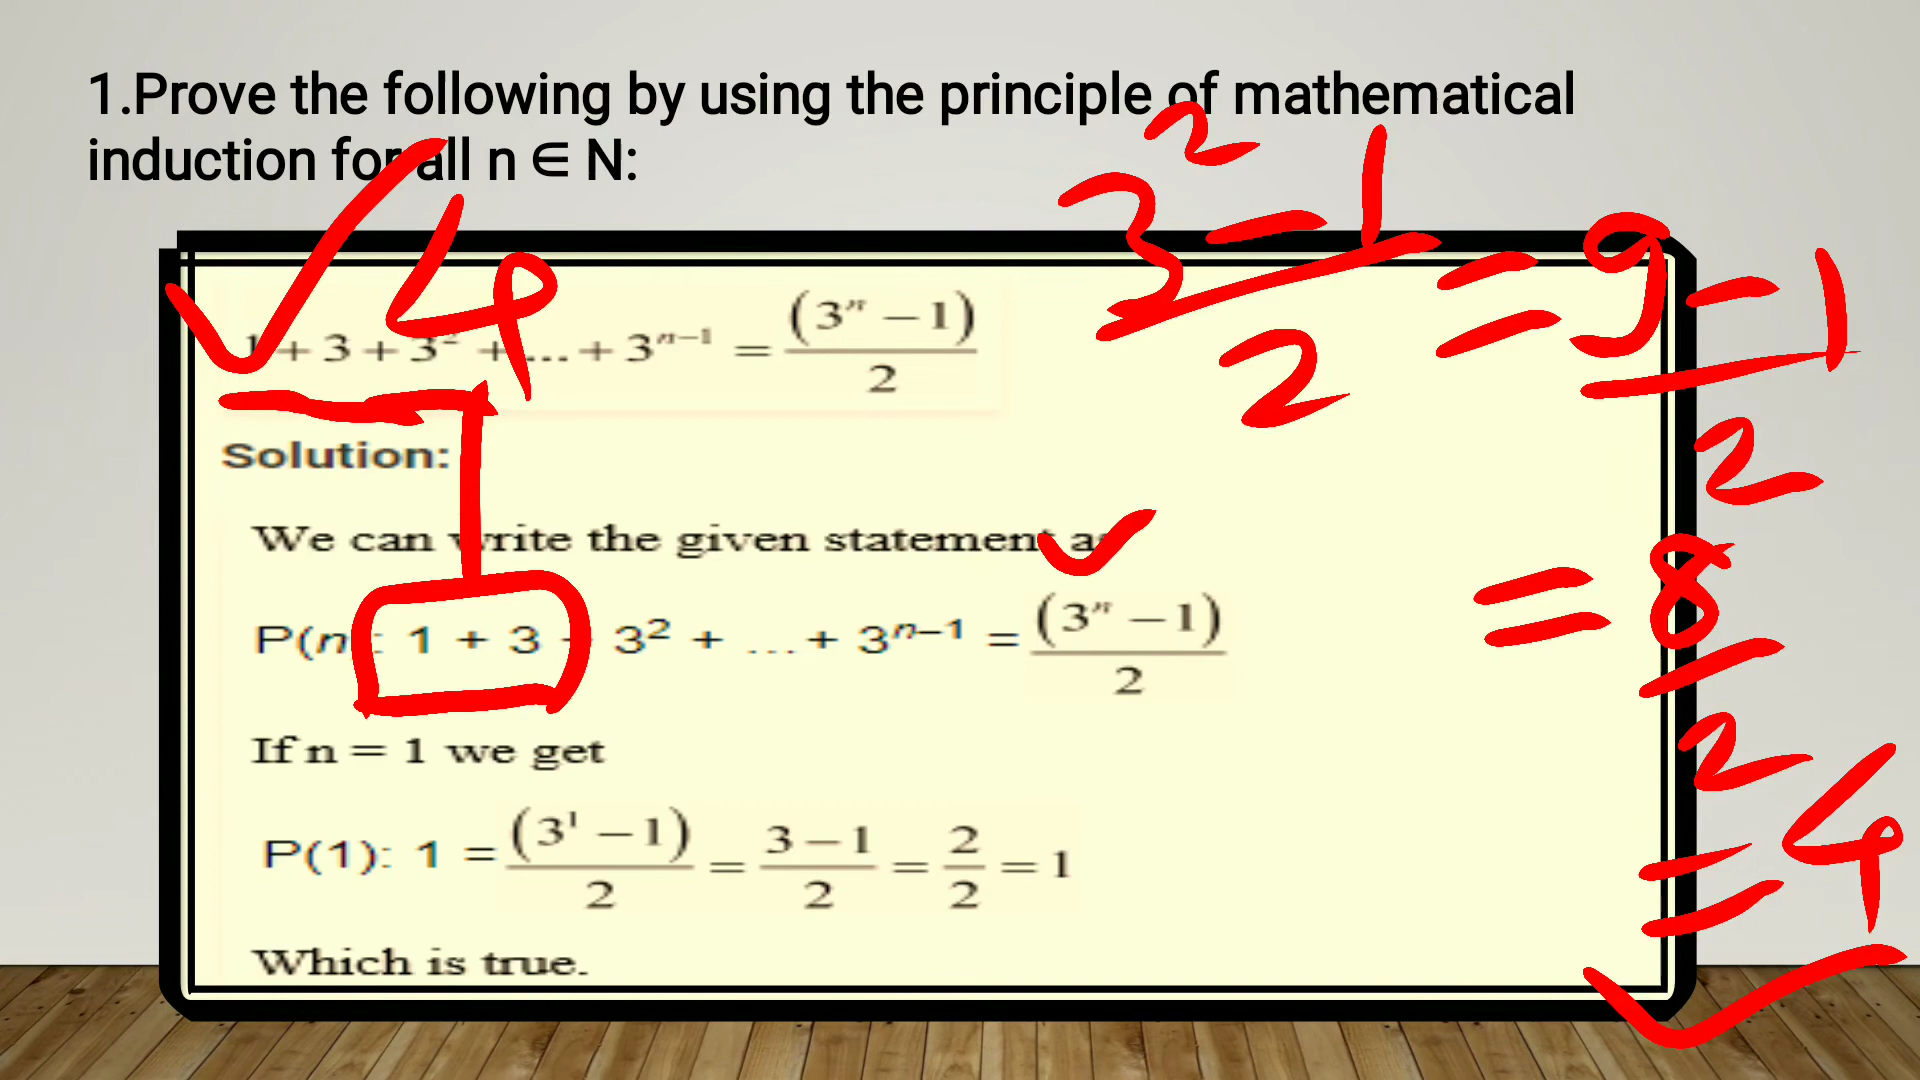 1.Prove the following by using the principle of mathematical
induction for all n ∈ N:
1 + 3 + 3² + ... + 3ⁿ⁻¹ = (3ⁿ − 1) / 2
4
3² − 1 / 2 = 9 − 1 / 2
Solution:
We can write the given statement as
P(n): 1 + 3 + 3² + ... + 3ⁿ⁻¹ = (3ⁿ − 1) / 2
= 8 / 2
If n = 1 we get
= 4
P(1): 1 = (3¹ − 1) / 2 = 3 − 1 / 2 = 2 / 2 = 1
Which is true.